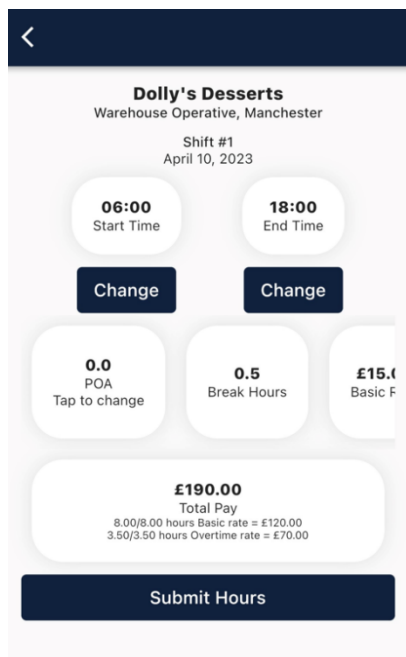 Dolly's Desserts
Warehouse Operative, Manchester
Shift #1
April 10, 2023
06:00
Start Time
18:00
End Time
Change
Change
0.0
POA
Tap to change
0.5
Break Hours
£15.
Basic
£190.00
Total Pay
8.00/8.00 hours Basic rate = £120.00
3.50/3.50 hours Overtime rate = £70.00
Submit Hours